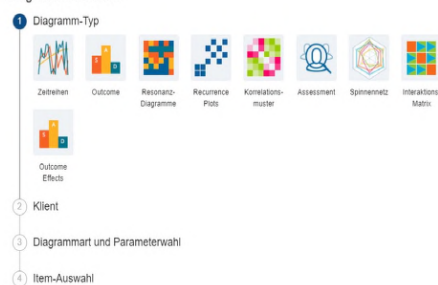 1 Diagramm-Typ
S A D
Zeitreihen Outcome Resonanz- Recurrence Korrelations- Assessment Spinnennetz Interaktions
Diagramme Plots muster Matrix
S A D
Outcome
Effects
2 Klient
3 Diagrammart und Parameterwahl
4 Item-Auswahl